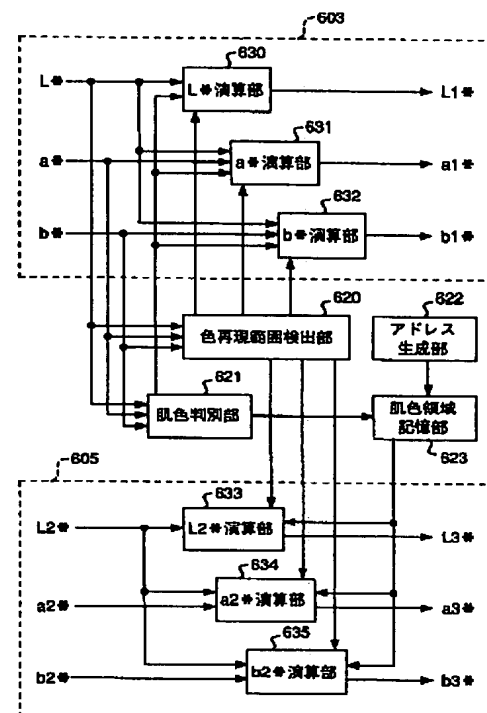 603
630
L*
L*演算部
L1*
631
a*
a*演算部
a1*
632
b*
b*演算部
b1*
620
色再現範囲検出部
622
アドレス
生成部
621
肌色判別部
肌色領域
記憶部
623
605
633
L2*
L2*演算部
L3*
634
a2*
a2*演算部
a3*
635
b2*
b2*演算部
b3*